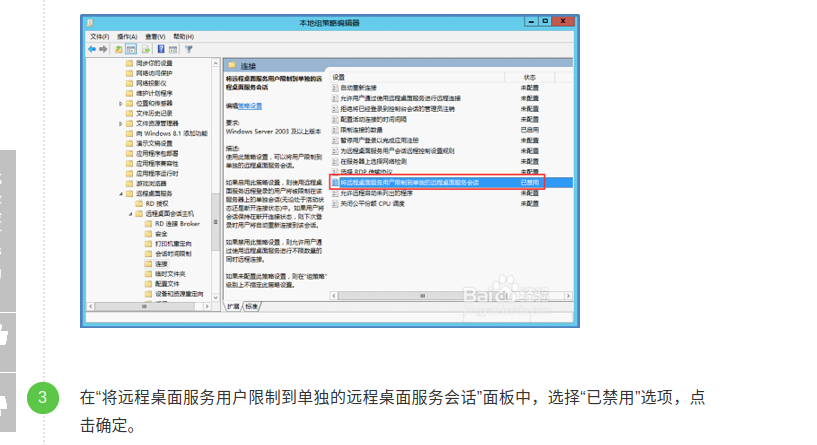 本地组策略编辑器
文件(F) 操作(A) 查看(V) 帮助(H)
同步你的设置
网络访问保护
网络投影仪
维护计划程序
位置和传感器
文件历史记录
文件资源管理器
向 Windows 8.1 添加功能
演示文稿设置
应用程序包部署
应用程序兼容性
应用程序运行时
游戏浏览器
远程桌面服务
RD 授权
远程桌面会话主机
RD 连接 Broker
安全
打印机重定向
会话时间限制
连接
临时文件夹
配置文件
设备和资源重定向
连接
将远程桌面服务用户限制到单独的远
程桌面服务会话
编辑策略设置
要求:
Windows Server 2003 及以上版本
描述:
使用此策略设置，可以将用户限制到
单独的远程桌面服务会话。
如果启用此策略设置，则使用远程桌
面服务远程登录的用户将被限制在该
服务器上的单独会话(无论处于活动状
态还是断开连接状态)中。如果用户将
会话保持在断开连接状态，则下次登
录时用户将自动重新连接到该会话。
如果禁用此策略设置，则允许用户通
过使用远程桌面服务进行不限数量的
同时远程连接。
如果未配置此策略设置，则在“组策略”
级别上不指定此策略设置。
设置 状态
自动重新连接 未配置
允许用户通过使用远程桌面服务进行远程连接 未配置
拒绝将已经登录到控制台会话的管理员注销 未配置
配置活动连接的时间间隔 未配置
限制连接的数量 已启用
暂停用户登录以完成应用注册 未配置
为远程桌面服务用户会话远程控制设置规则 未配置
在服务器上选择网络检测 未配置
选择 RDP 传输协议 未配置
将远程桌面服务用户限制到单独的远程桌面服务会话 已禁用
允许远程启动未列出的程序 未配置
关闭公平份额 CPU 调度 未配置
扩展 标准
Baidu 经验
3
在“将远程桌面服务用户限制到单独的远程桌面服务会话”面板中，选择“已禁用”选项，点
击确定。